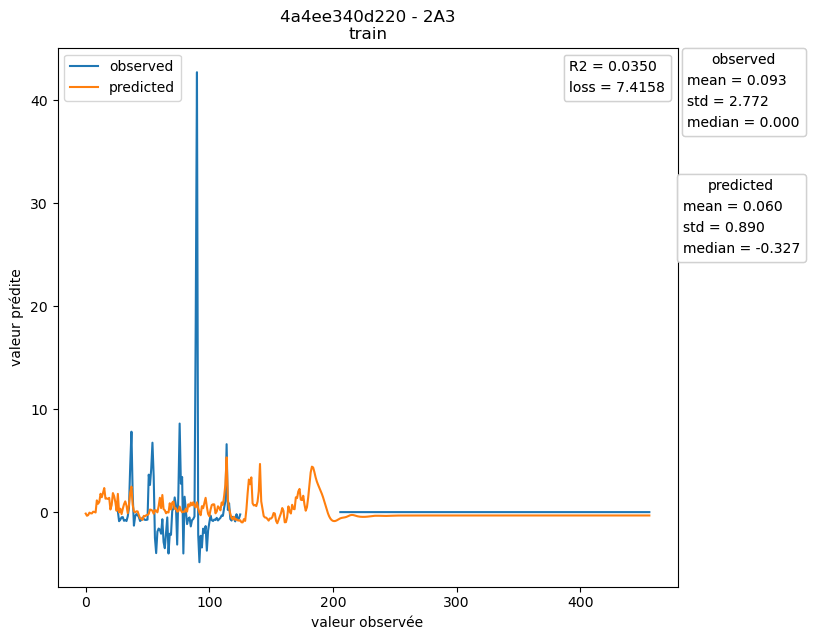 4a4ee340d220 - 2A3
train
observed
predicted
R2 = 0.0350
loss = 7.4158
observed
mean = 0.093
std = 2.772
median = 0.000
predicted
mean = 0.060
std = 0.890
median = -0.327
valeur prédite
40
30
20
10
0
0
100
200
300
400
valeur observée